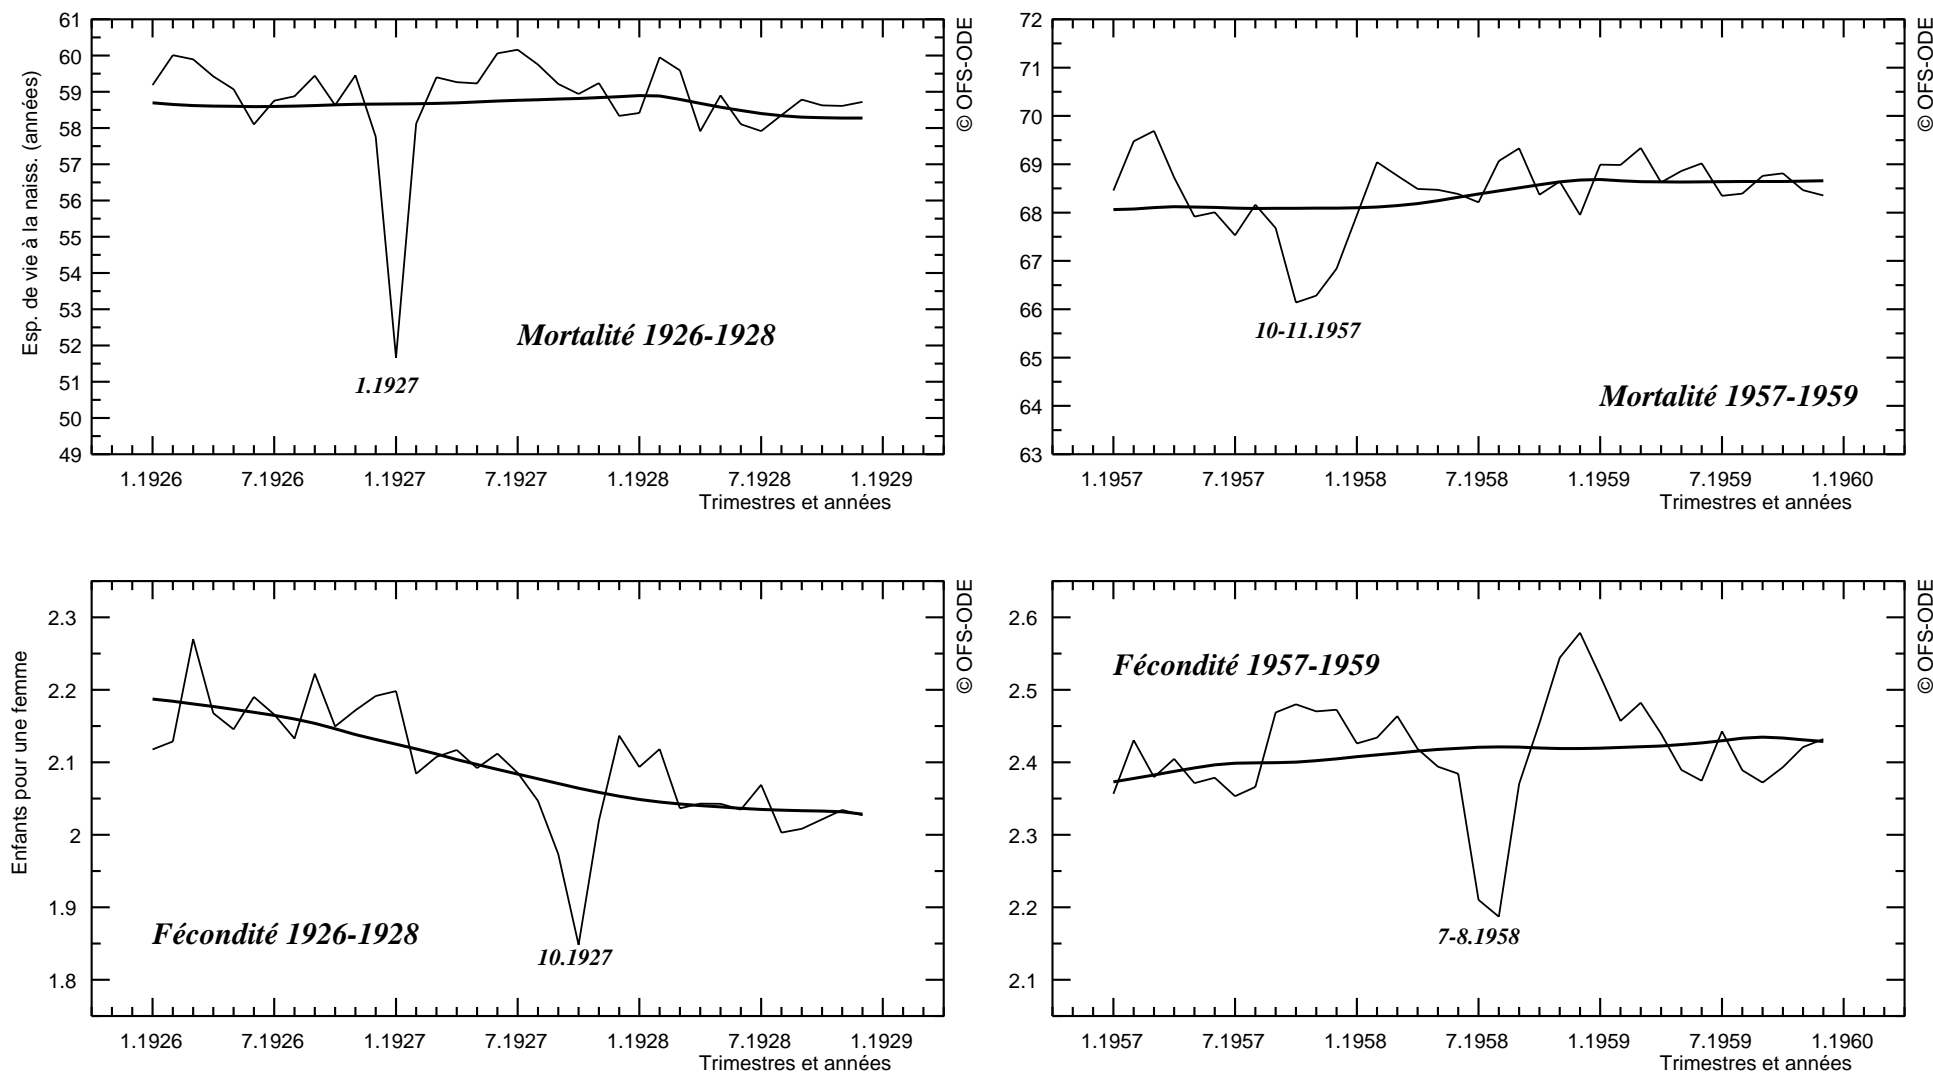 61
60
59
58
57
56
55
54
53
52
51
50
49
Esp. de vie à la naiss. (années)
Mortalité 1926-1928
1.1927
1.1926 7.1926 1.1927 7.1927 1.1928 7.1928 1.1929
Trimestres et années
© OFS-ODE
72
71
70
69
68
67
66
65
64
63
10-11.1957
Mortalité 1957-1959
1.1957 7.1957 1.1958 7.1958 1.1959 7.1959 1.1960
Trimestres et années
© OFS-ODE
2.3
2.2
2.1
2
1.9
1.8
Enfants pour une femme
Fécondité 1926-1928
10.1927
1.1926 7.1926 1.1927 7.1927 1.1928 7.1928 1.1929
Trimestres et années
© OFS-ODE
2.6
2.5
2.4
2.3
2.2
2.1
Fécondité 1957-1959
7-8.1958
1.1957 7.1957 1.1958 7.1958 1.1959 7.1959 1.1960
Trimestres et années
© OFS-ODE